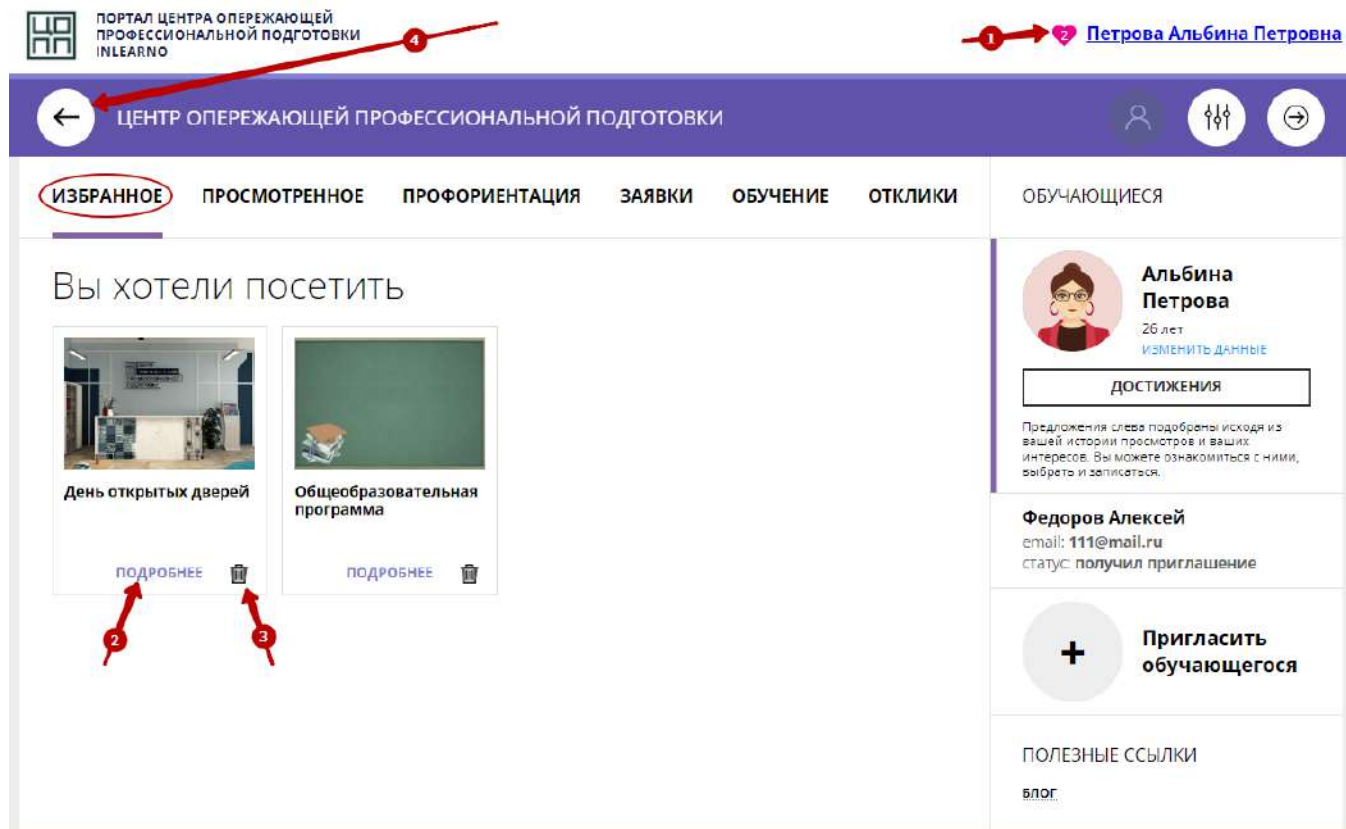 ПОРТАЛ ЦЕНТРА ОПЕРЕЖАЮЩЕЙ
ПРОФЕССИОНАЛЬНОЙ ПОДГОТОВКИ
INLEARNO
4
1
2
Петрова Альбина Петровна
ЦЕНТР ОПЕРЕЖАЮЩЕЙ ПРОФЕССИОНАЛЬНОЙ ПОДГОТОВКИ
ИЗБРАННОЕ ПРОСМОТРЕННОЕ ПРОФОРИЕНТАЦИЯ ЗАЯВКИ ОБУЧЕНИЕ ОТКЛИКИ
Вы хотели посетить
День открытых дверей
ПОДРОБНЕЕ
Общеобразовательная
программа
ПОДРОБНЕЕ
2
3
ОБУЧАЮЩИЕСЯ
Альбина
Петрова
26 лет
ИЗМЕНИТЬ ДАННЫЕ
ДОСТИЖЕНИЯ
Предложения слева подобраны исходя из
вашей истории просмотров и ваших
интересов. Вы можете ознакомиться с ними,
выбрать и записаться.
Федоров Алексей
email: 111@mail.ru
статус: получил приглашение
+
Пригласить
обучающегося
ПОЛЕЗНЫЕ ССЫЛКИ
БЛОГ